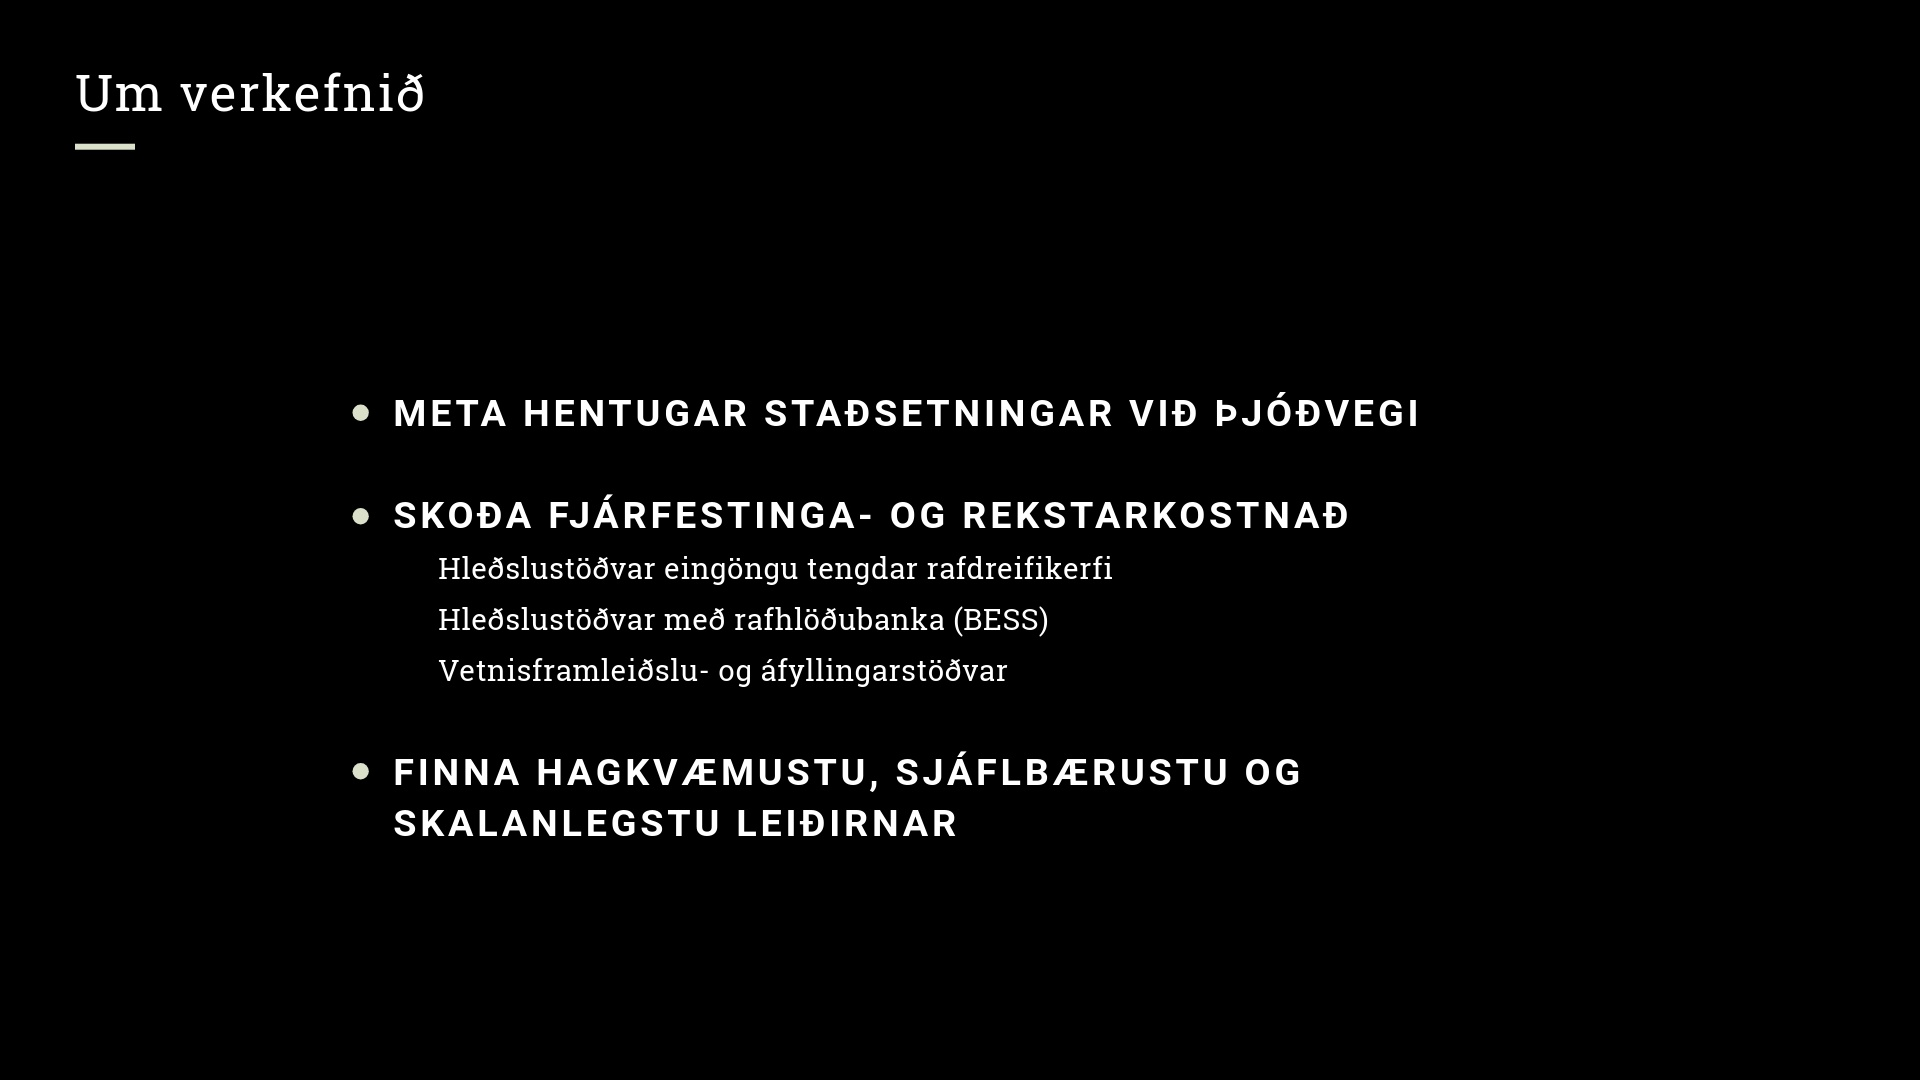 Um verkefnið
META HENTUGAR STAÐSETNINGAR VIÐ ÞJÓÐVEGI
SKOÐA FJÁRFESTINGA- OG REKSTARKOSTNAÐ
Hleðslustöðvar eingöngu tengdar rafdreifikerfi
Hleðslustöðvar með rafhlöðubanka (BESS)
Vetnisframleiðslu- og áfyllingarstöðvar
FINNA HAGKVÆMUSTU, SJÁFLBÆRUSTU OG
SKALANLEGSTU LEIÐIRNAR